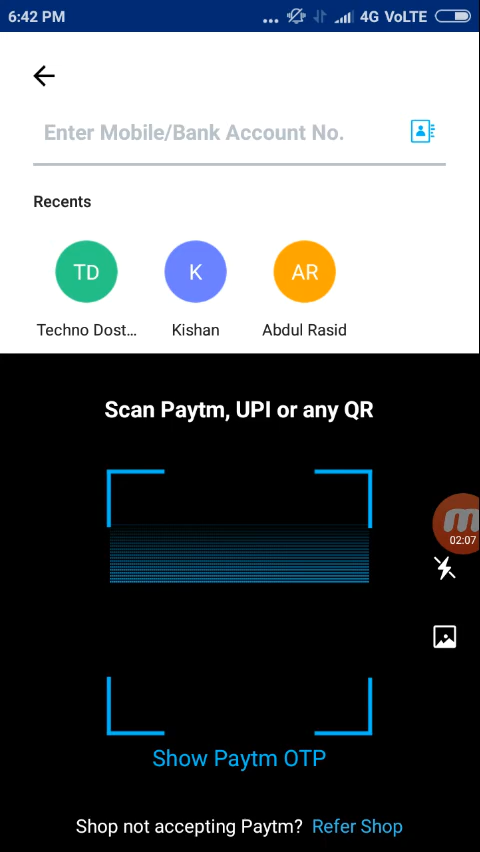 6:42 PM ... 4G VoLTE
Enter Mobile/Bank Account No.
Recents
TD K AR
Techno Dost... Kishan Abdul Rasid
Scan Paytm, UPI or any QR
02:07
Show Paytm OTP
Shop not accepting Paytm? Refer Shop